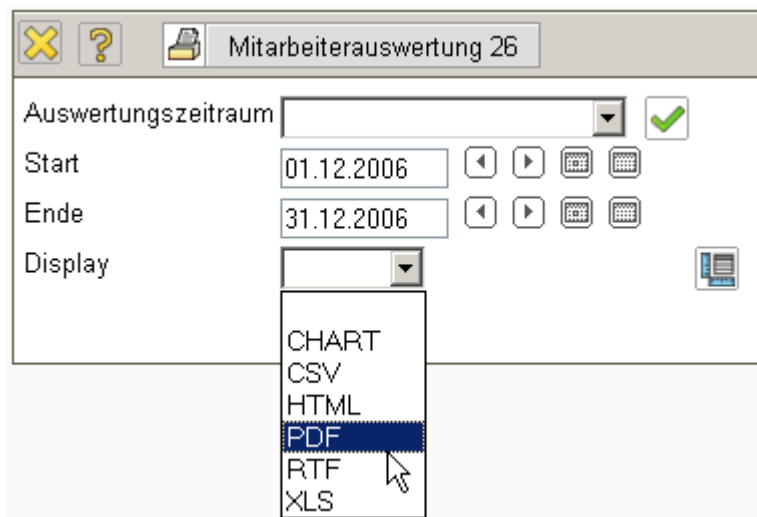 Mitarbeiterauswertung 26
Auswertungszeitraum
Start 01.12.2006
Ende 31.12.2006
Display
CHART
CSV
HTML
PDF
RTF
XLS